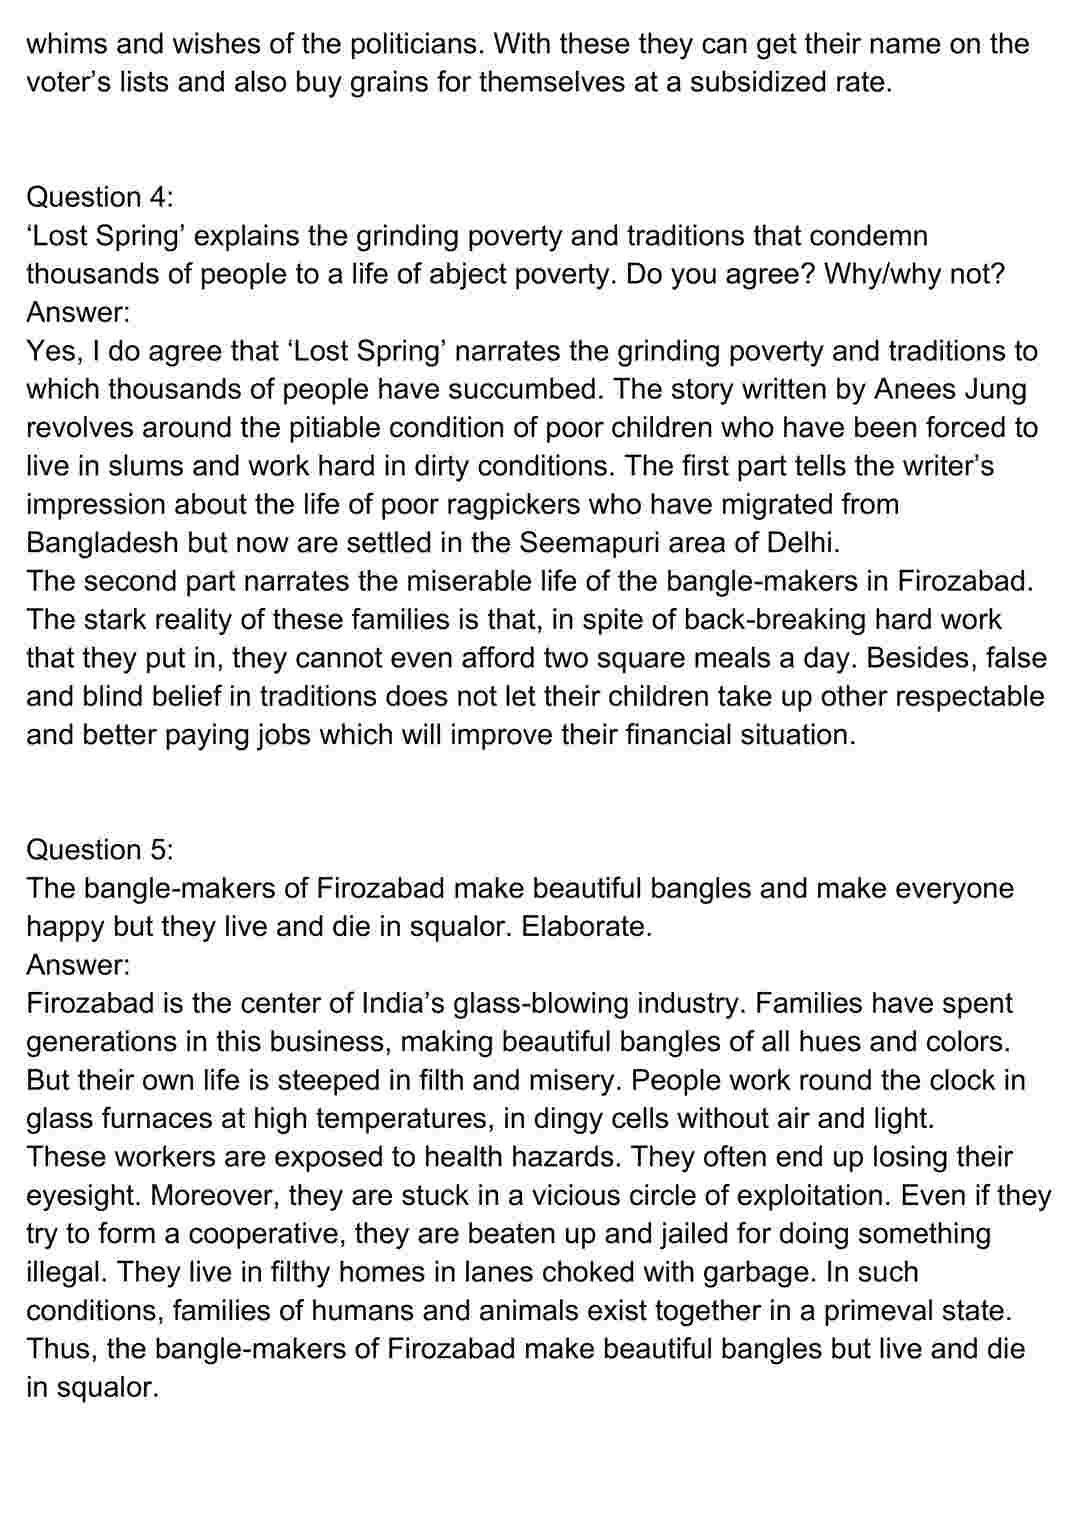 whims and wishes of the politicians. With these they can get their name on the
voter’s lists and also buy grains for themselves at a subsidized rate.
Question 4:
‘Lost Spring’ explains the grinding poverty and traditions that condemn
thousands of people to a life of abject poverty. Do you agree? Why/why not?
Answer:
Yes, I do agree that ‘Lost Spring’ narrates the grinding poverty and traditions to
which thousands of people have succumbed. The story written by Anees Jung
revolves around the pitiable condition of poor children who have been forced to
live in slums and work hard in dirty conditions. The first part tells the writer’s
impression about the life of poor ragpickers who have migrated from
Bangladesh but now are settled in the Seemapuri area of Delhi.
The second part narrates the miserable life of the bangle-makers in Firozabad.
The stark reality of these families is that, in spite of back-breaking hard work
that they put in, they cannot even afford two square meals a day. Besides, false
and blind belief in traditions does not let their children take up other respectable
and better paying jobs which will improve their financial situation.
Question 5:
The bangle-makers of Firozabad make beautiful bangles and make everyone
happy but they live and die in squalor. Elaborate.
Answer:
Firozabad is the center of India’s glass-blowing industry. Families have spent
generations in this business, making beautiful bangles of all hues and colors.
But their own life is steeped in filth and misery. People work round the clock in
glass furnaces at high temperatures, in dingy cells without air and light.
These workers are exposed to health hazards. They often end up losing their
eyesight. Moreover, they are stuck in a vicious circle of exploitation. Even if they
try to form a cooperative, they are beaten up and jailed for doing something
illegal. They live in filthy homes in lanes choked with garbage. In such
conditions, families of humans and animals exist together in a primeval state.
Thus, the bangle-makers of Firozabad make beautiful bangles but live and die
in squalor.